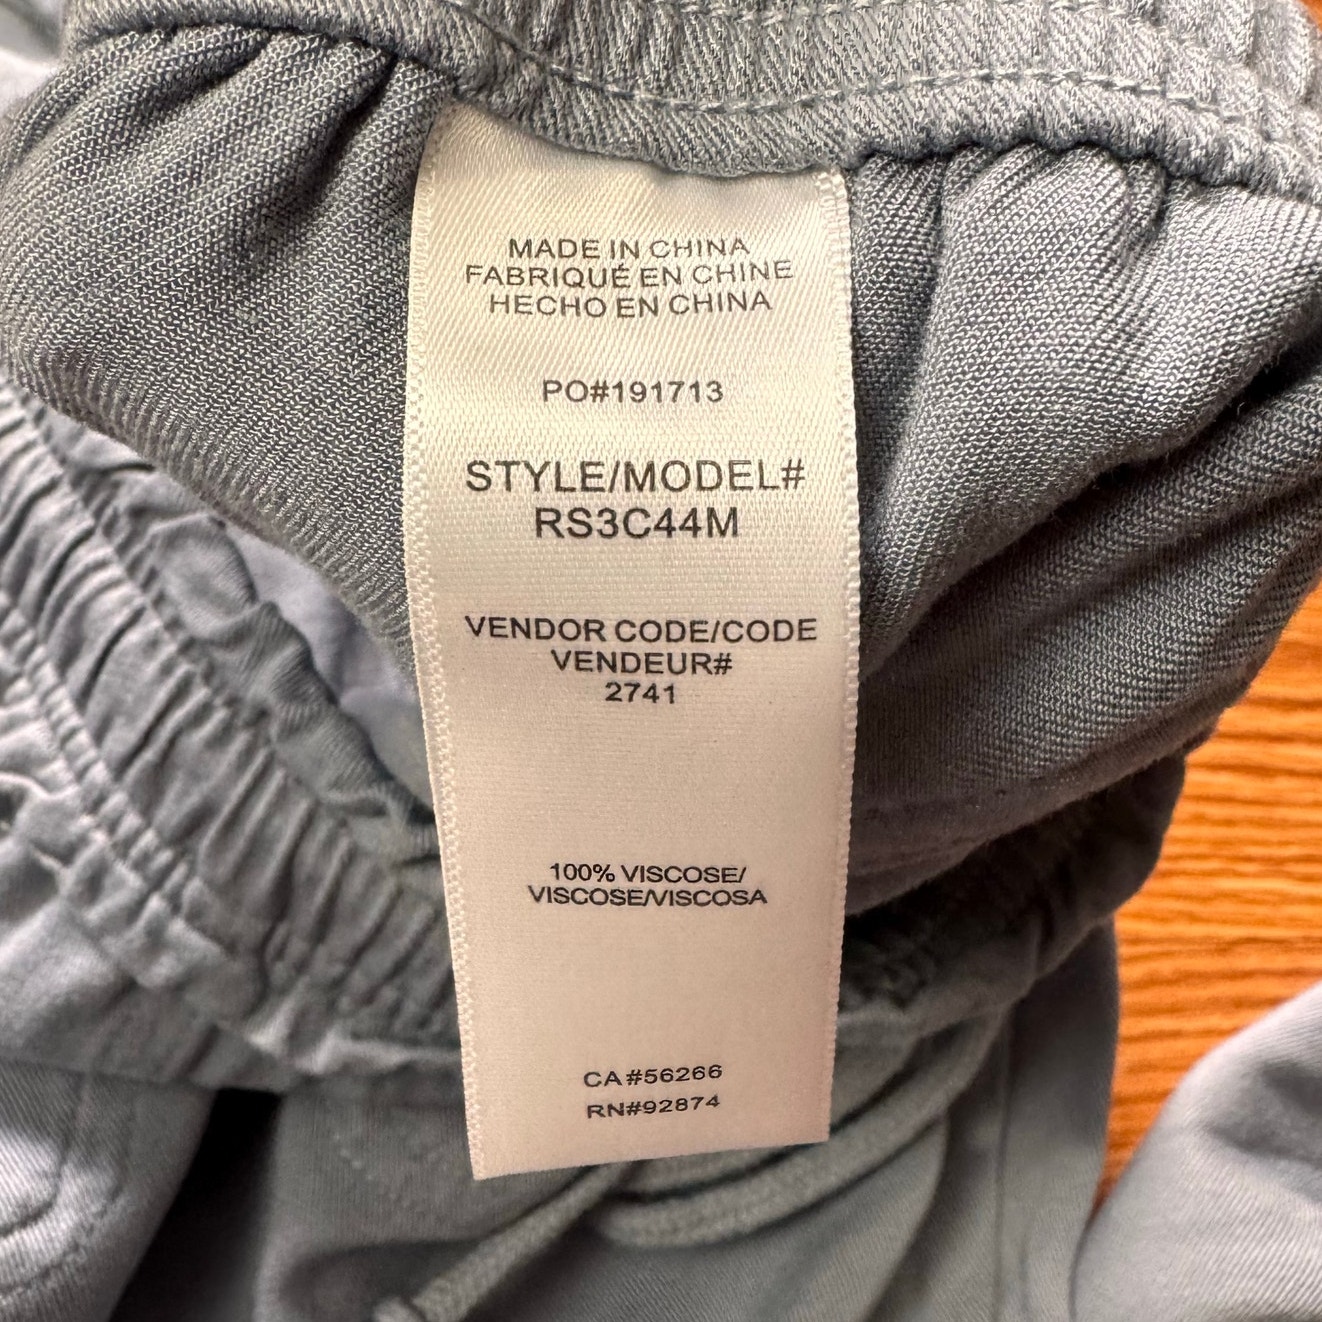 MADE IN CHINA
FABRIQUÉ EN CHINE
HECHO EN CHINA
PO#191713
STYLE/MODEL#
RS3C44M
VENDOR CODE/CODE
VENDEUR#
2741
100% VISCOSE/
VISCOSE/VISCOSA
CA#56266
RN#92874